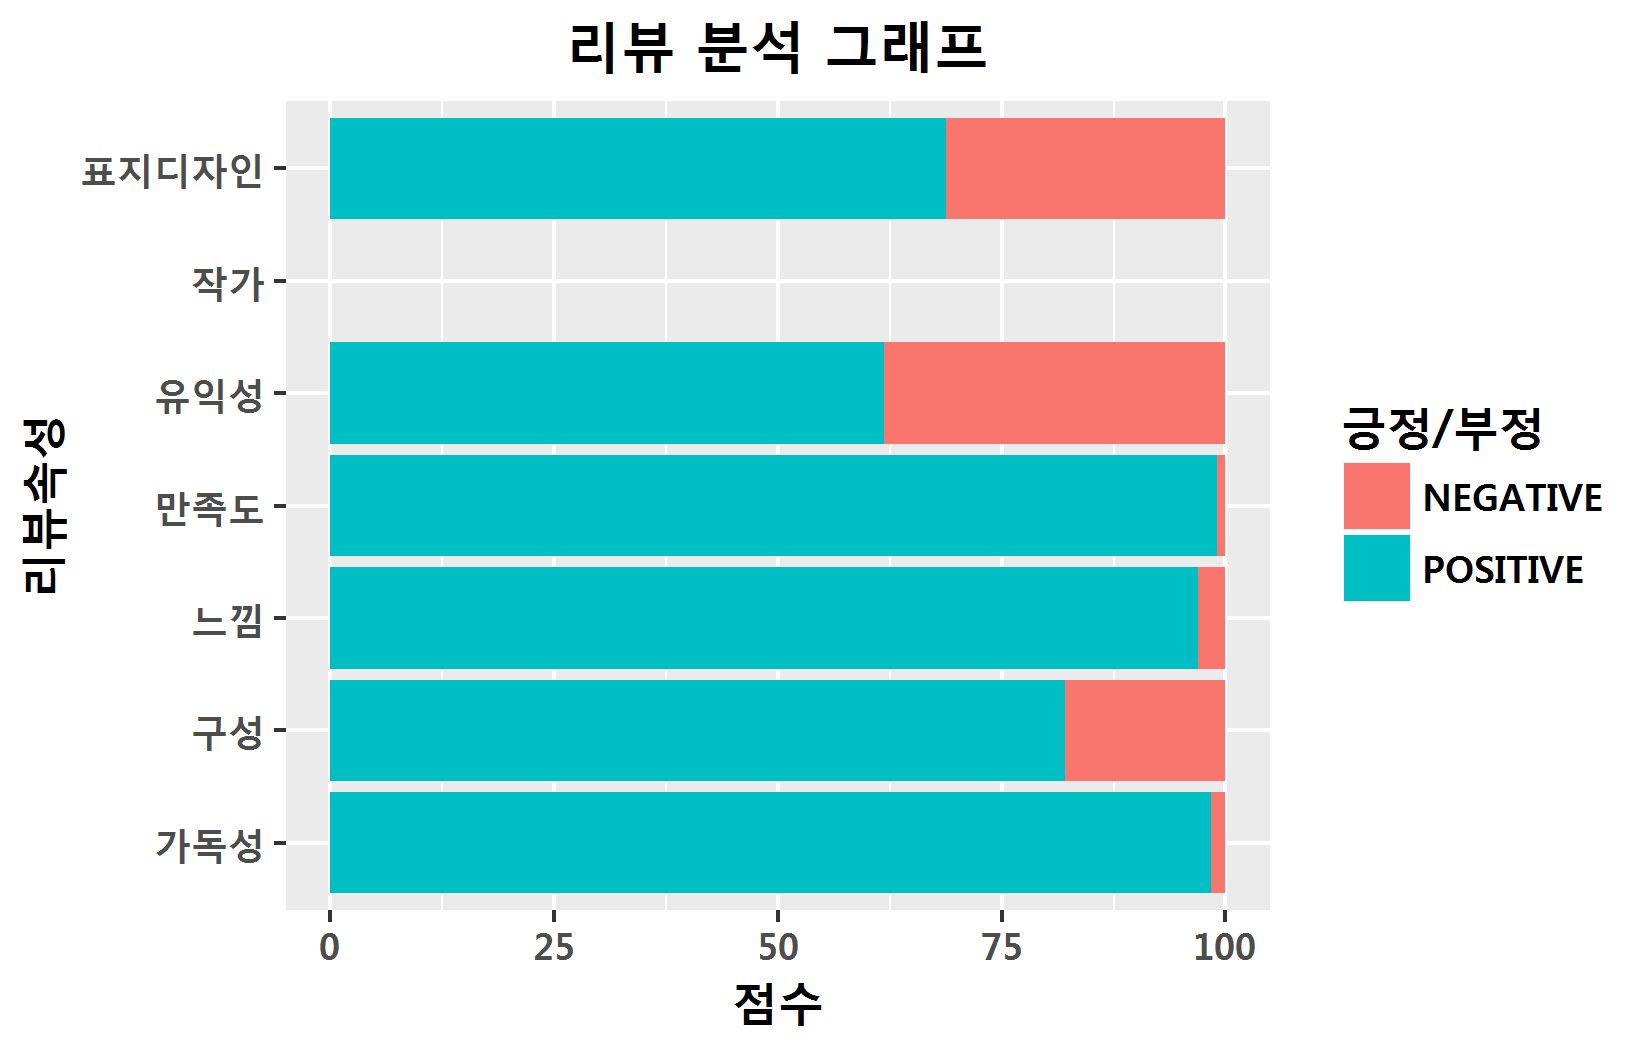 리뷰 분석 그래프
표지디자인
작가
유익성
만족도
느낌
구성
가독성
리뷰속성
0 25 50 75 100
점수
긍정/부정
NEGATIVE
POSITIVE